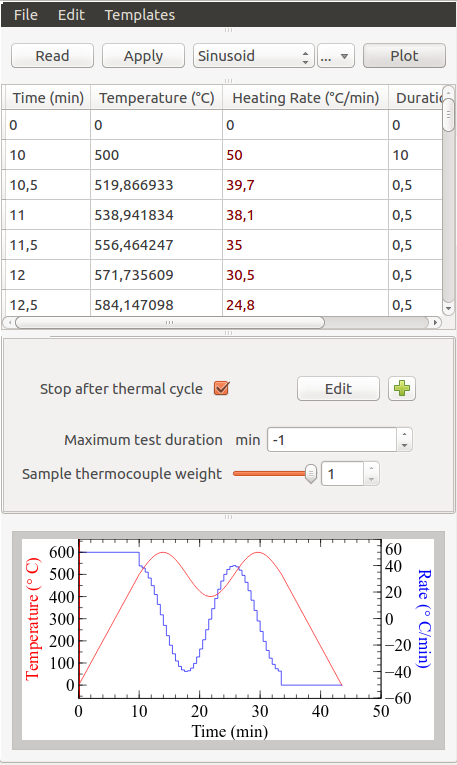 File Edit Templates
Read Apply Sinusoid ... Plot
Time (min) Temperature (°C) Heating Rate (°C/min) Duratio
0 0 0 0
10 500 50 10
10,5 519,866933 39,7 0,5
11 538,941834 38,1 0,5
11,5 556,464247 35 0,5
12 571,735609 30,5 0,5
12,5 584,147098 24,8 0,5
Stop after thermal cycle Edit
Maximum test duration min -1
Sample thermocouple weight 1
Temperature (° C)
600
500
400
300
200
100
0
60
40
20
0
−20
−40
−60
Rate (° C/min)
0 10 20 30 40 50
Time (min)